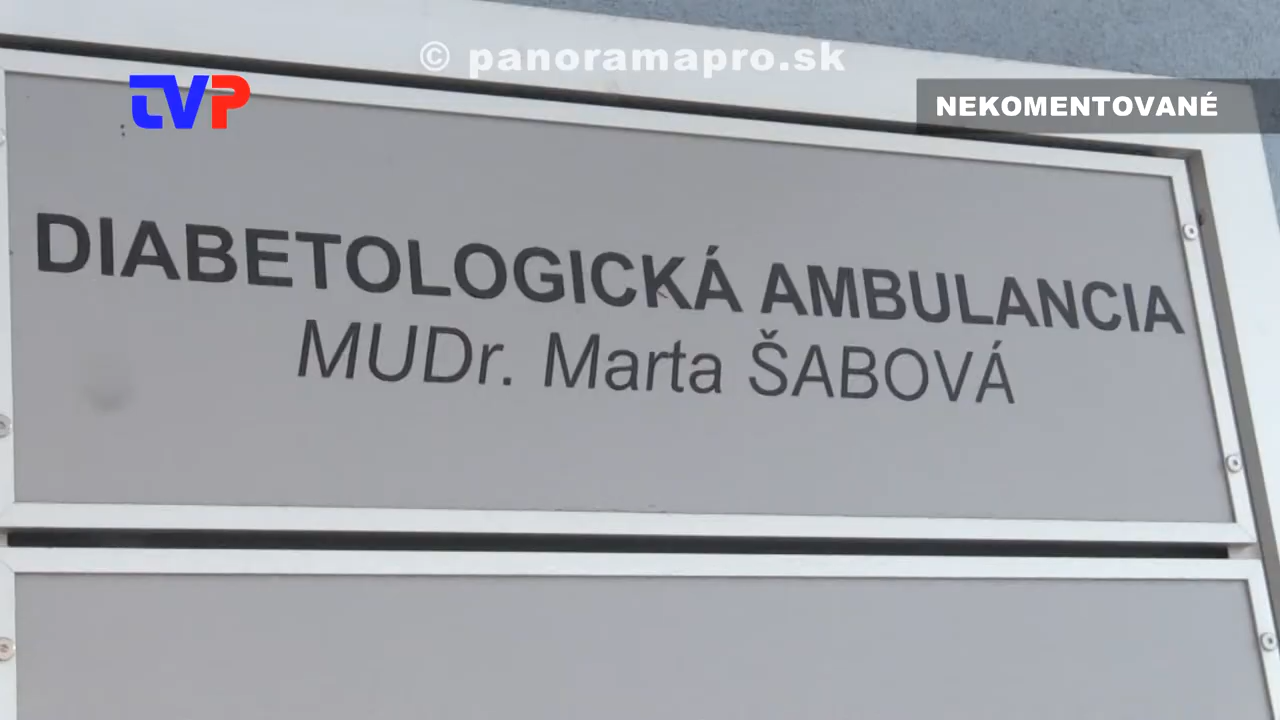 © panoramapro.sk
TVP
NEKOMENTOVANÉ
DIABETOLOGICKÁ AMBULANCIA
MUDr. Marta ŠABOVÁ